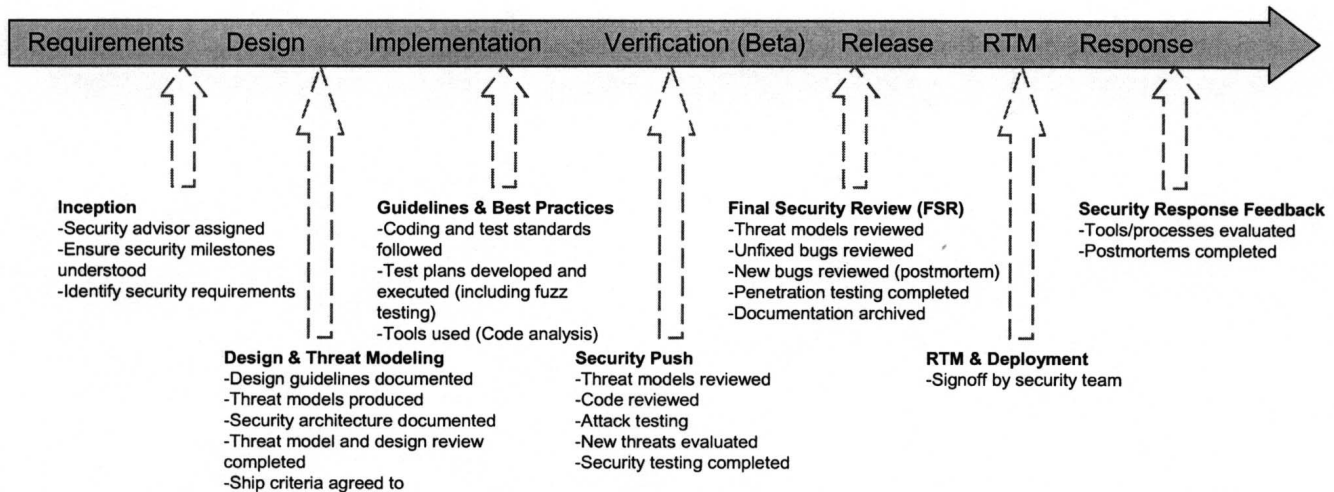 Requirements Design Implementation Verification (Beta) Release RTM Response
Inception
-Security advisor assigned
-Ensure security milestones
understood
-Identify security requirements
Guidelines & Best Practices
-Coding and test standards
followed
-Test plans developed and
executed (including fuzz
testing)
-Tools used (Code analysis)
Final Security Review (FSR)
-Threat models reviewed
-Unfixed bugs reviewed
-New bugs reviewed (postmortem)
-Penetration testing completed
-Documentation archived
Security Response Feedback
-Tools/processes evaluated
-Postmortems completed
Design & Threat Modeling
-Design guidelines documented
-Threat models produced
-Security architecture documented
-Threat model and design review
completed
-Ship criteria agreed to
Security Push
-Threat models reviewed
-Code reviewed
-Attack testing
-New threats evaluated
-Security testing completed
RTM & Deployment
-Signoff by security team